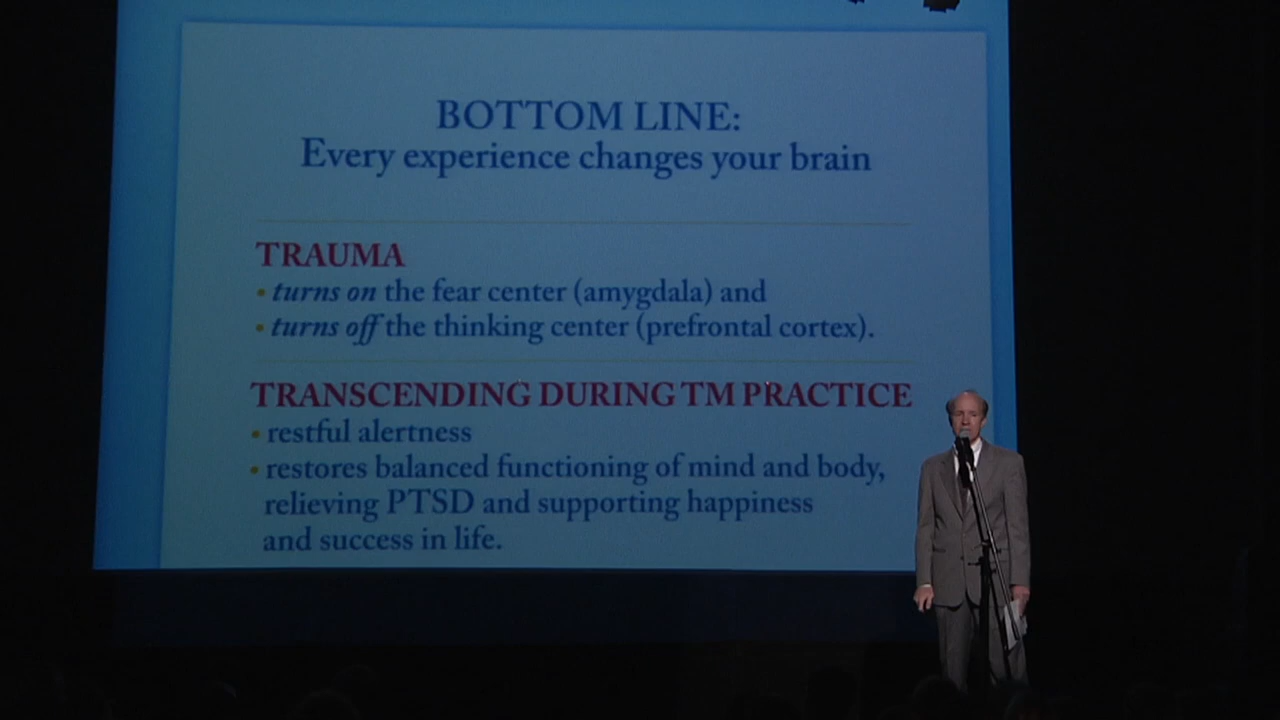 BOTTOM LINE:
Every experience changes your brain
TRAUMA
• turns on the fear center (amygdala) and
• turns off the thinking center (prefrontal cortex).
TRANSCENDING DURING TM PRACTICE
• restful alertness
• restores balanced functioning of mind and body,
relieving PTSD and supporting happiness
and success in life.